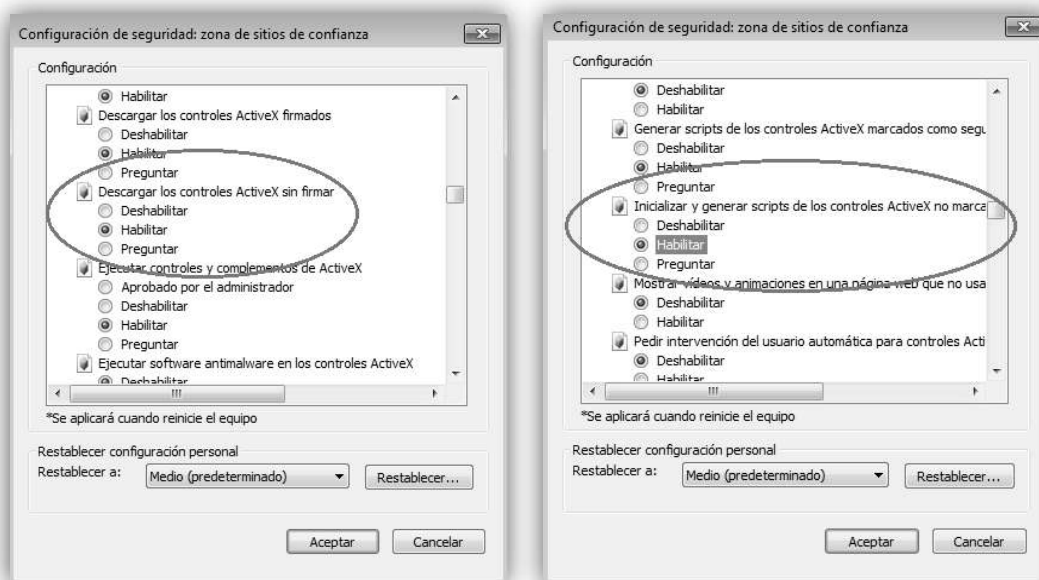 Configuración de seguridad: zona de sitios de confianza
Configuración
Habilitar
Descargar los controles ActiveX firmados
Deshabilitar
Habilitar
Preguntar
Descargar los controles ActiveX sin firmar
Deshabilitar
Habilitar
Preguntar
Ejecutar controles y complementos de ActiveX
Aprobado por el administrador
Deshabilitar
Habilitar
Preguntar
Ejecutar software antimalware en los controles ActiveX
Deshabilitar
*Se aplicará cuando reinicie el equipo
Restablecer configuración personal
Restablecer a:
Medio (predeterminado)
Restablecer...
Aceptar
Cancelar
Configuración de seguridad: zona de sitios de confianza
Configuración
Deshabilitar
Habilitar
Generar scripts de los controles ActiveX marcados como segu
Deshabilitar
Habilitar
Preguntar
Inicializar y generar scripts de los controles ActiveX no marca
Deshabilitar
Habilitar
Preguntar
Mostrar vídeos y animaciones en una página web que no usa
Deshabilitar
Habilitar
Pedir intervención del usuario automática para controles Acti
Deshabilitar
Habilitar
*Se aplicará cuando reinicie el equipo
Restablecer configuración personal
Restablecer a:
Medio (predeterminado)
Restablecer...
Aceptar
Cancelar